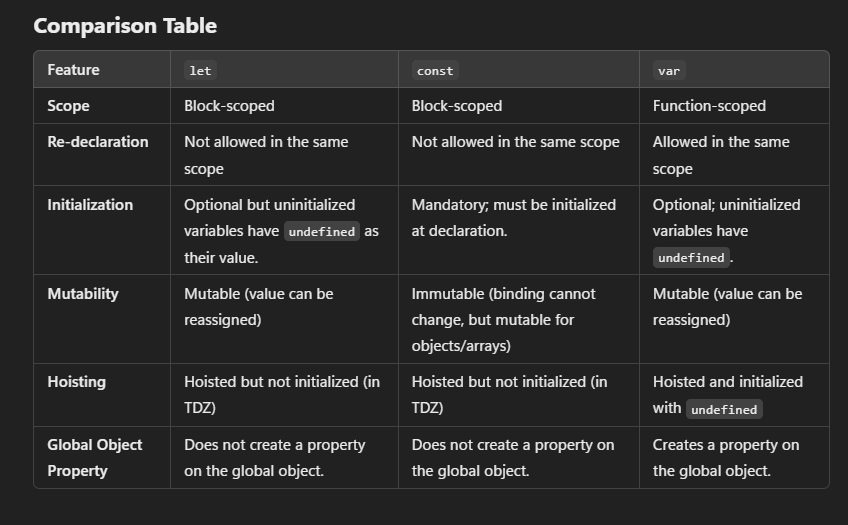 Comparison Table
Feature let const var
Scope Block-scoped Block-scoped Function-scoped
Re-declaration Not allowed in the same Not allowed in the same scope Allowed in the same
scope scope
Initialization Optional but uninitialized Mandatory; must be initialized Optional; uninitialized
variables have undefined as at declaration. variables have
their value. undefined.
Mutability Mutable (value can be Immutable (binding cannot Mutable (value can be
reassigned) change, but mutable for reassigned)
objects/arrays)
Hoisting Hoisted but not initialized (in Hoisted but not initialized (in Hoisted and initialized
TDZ) TDZ) with undefined
Global Object Does not create a property Does not create a property on Creates a property on
Property on the global object. the global object. the global object.